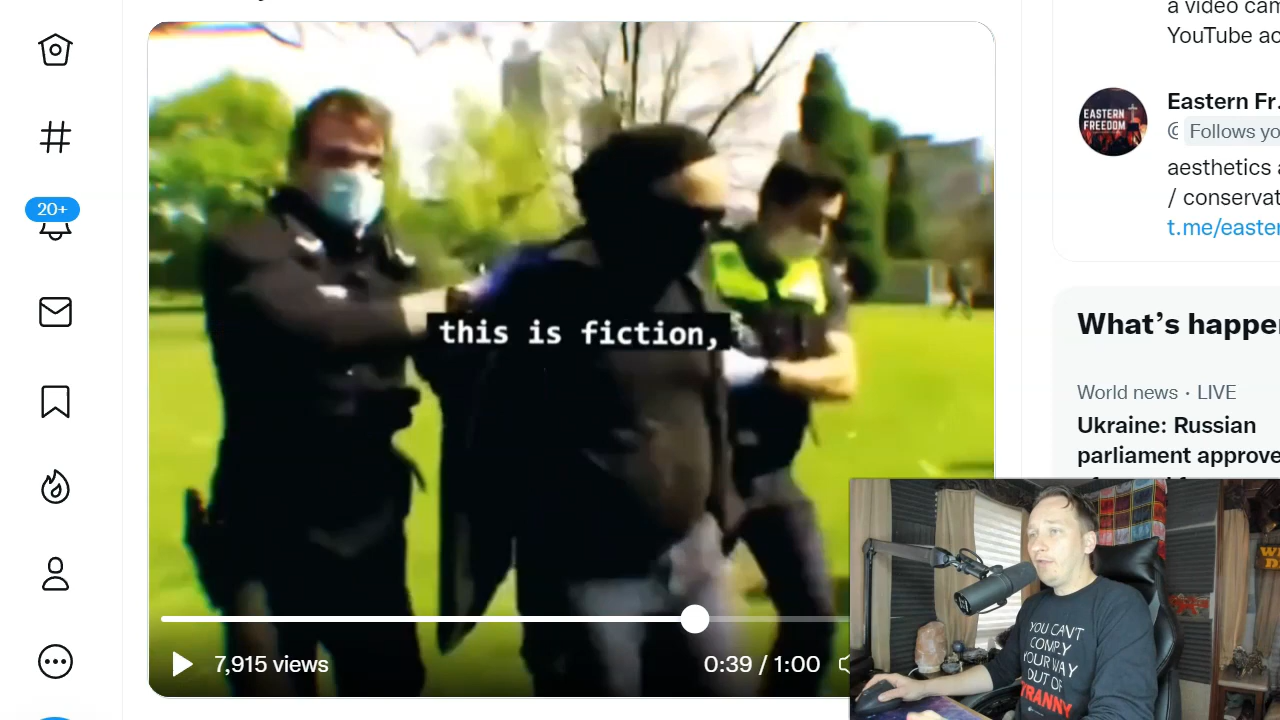 20+
this is fiction,
7,915 views
0:39 / 1:00
a video cam
YouTube ac
EASTERN
FREEDOM
Eastern Fr.
@
Follows yo
aesthetics a
/ conservat
t.me/easter
What's happen
World news · LIVE
Ukraine: Russian
parliament approve
YOU CAN'T
COMPLY
YOUR WAY
OUT OF
TYRANNY